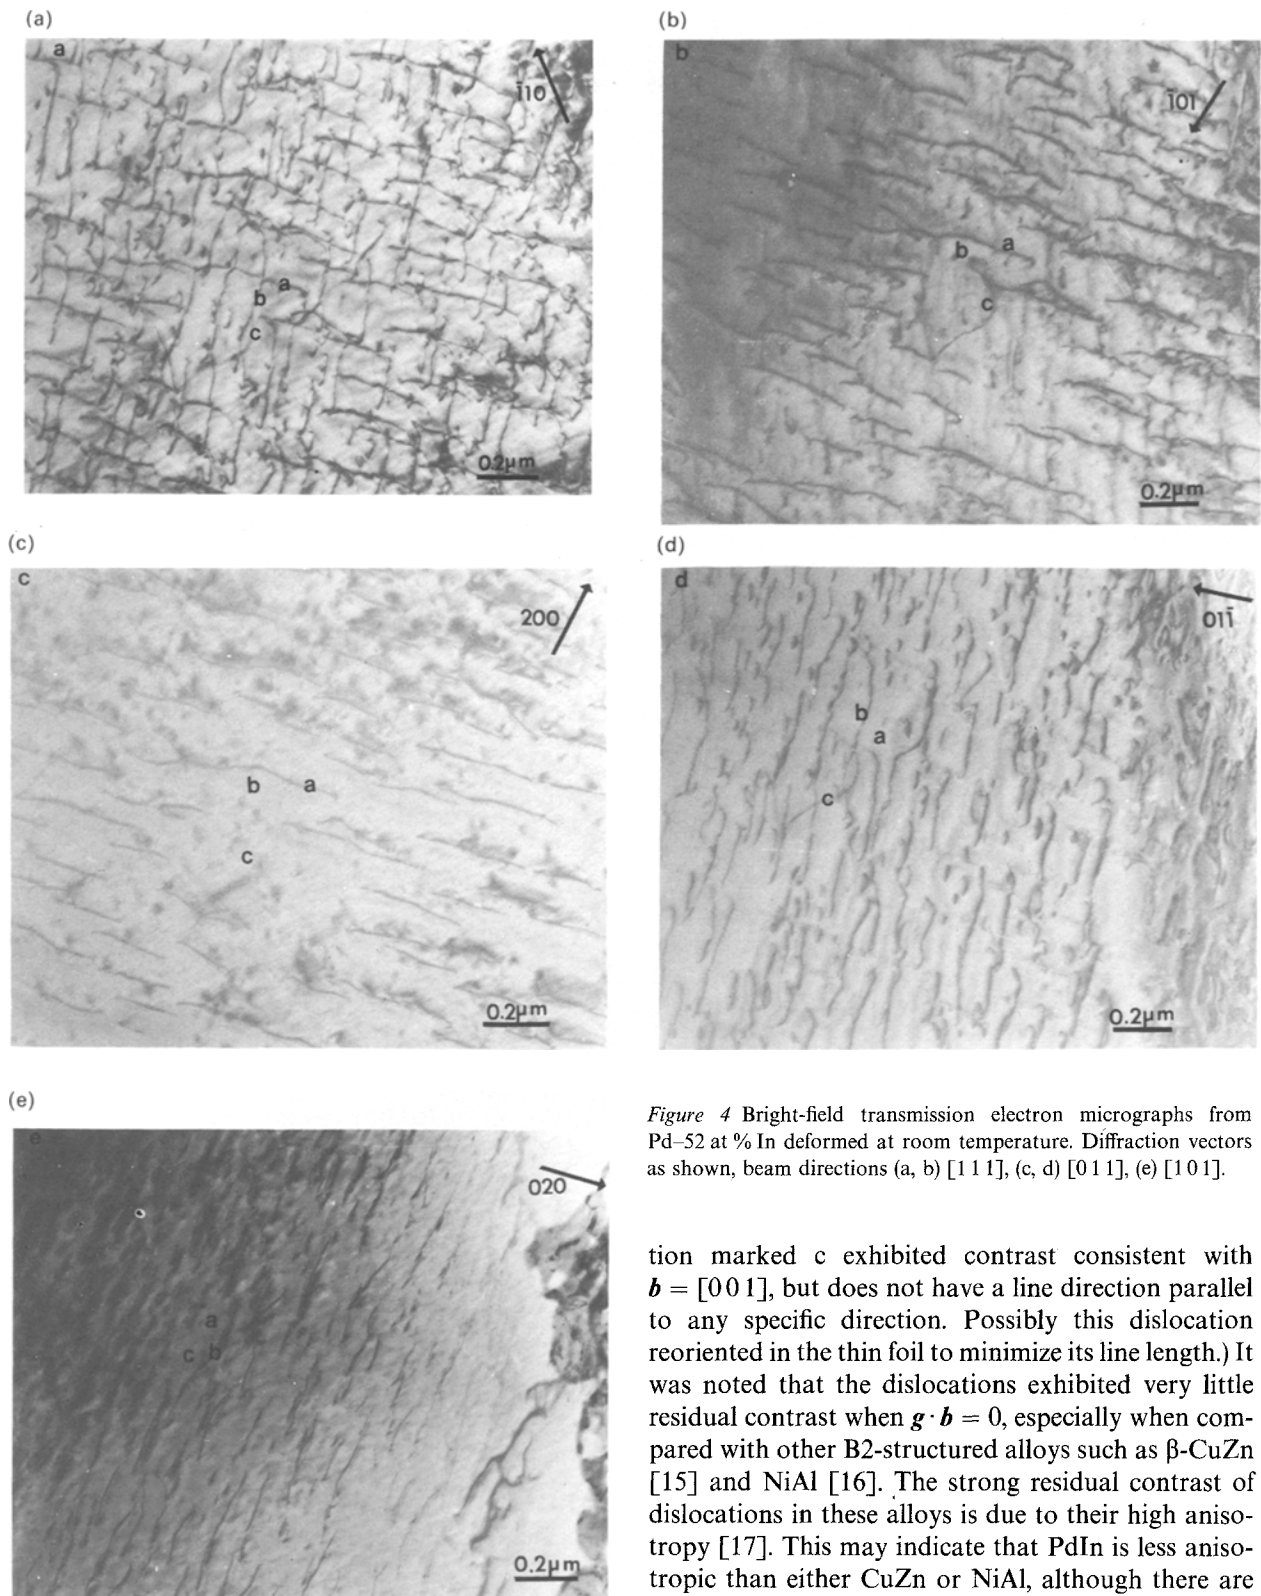 (a)
a
1̄10
a
b
c
0.2μm
(b)
b
1̄01
b
a
c
0.2μm
(c)
c
200
b
a
c
0.2μm
(d)
d
011̄
b
a
c
0.2μm
(e)
e
020
a
c
b
0.2μm
Figure 4 Bright-field transmission electron micrographs from
Pd–52 at % In deformed at room temperature. Diffraction vectors
as shown, beam directions (a, b) [1 1 1], (c, d) [0 1 1], (e) [1 0 1].
tion marked c exhibited contrast consistent with
b = [0 0 1], but does not have a line direction parallel
to any specific direction. Possibly this dislocation
reoriented in the thin foil to minimize its line length.) It
was noted that the dislocations exhibited very little
residual contrast when g · b = 0, especially when com-
pared with other B2-structured alloys such as β-CuZn
[15] and NiAl [16]. The strong residual contrast of
dislocations in these alloys is due to their high aniso-
tropy [17]. This may indicate that PdIn is less aniso-
tropic than either CuZn or NiAl, although there are